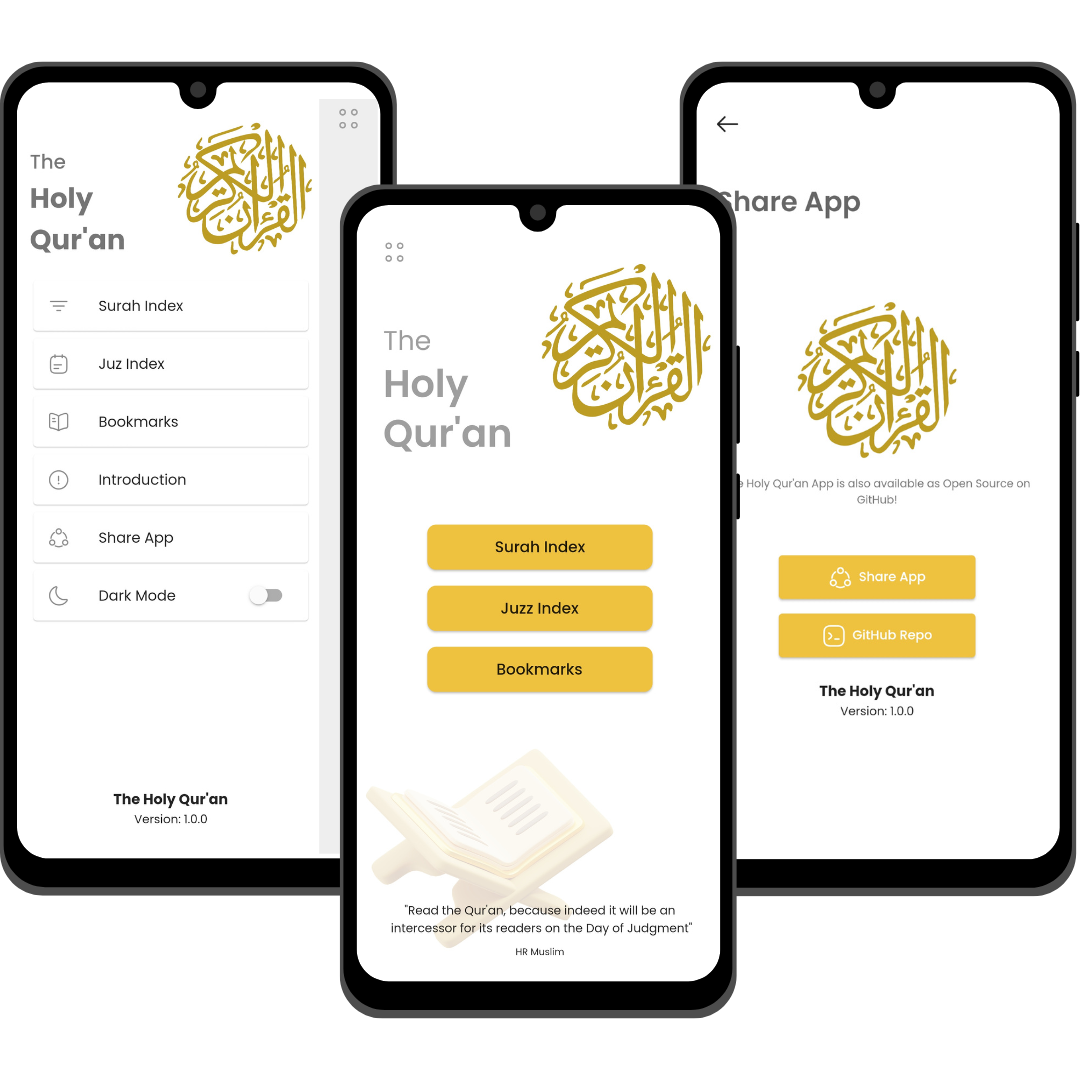 The
Holy
Qur'an
القرآن الكريم
Surah Index
Juz Index
Bookmarks
Introduction
Share App
Dark Mode
The Holy Qur'an
Version: 1.0.0
The
Holy
Qur'an
القرآن الكريم
Surah Index
Juzz Index
Bookmarks
"Read the Qur'an, because indeed it will be an
intercessor for its readers on the Day of Judgment"
HR Muslim
Share App
القرآن الكريم
Holy Qur'an App is also available as Open Source on
GitHub!
Share App
GitHub Repo
The Holy Qur'an
Version: 1.0.0